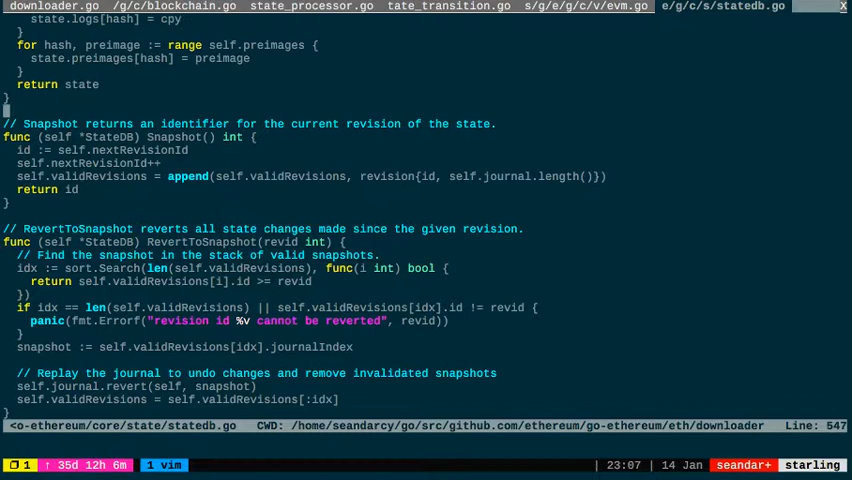 downloader.go /g/c/blockchain.go state_processor.go tate_transition.go s/g/e/g/c/v/evm.go e/g/c/s/statedb.go X
state.logs[hash] = cpy
}
for hash, preimage := range self.preimages {
state.preimages[hash] = preimage
}
return state
}
// Snapshot returns an identifier for the current revision of the state.
func (self *StateDB) Snapshot() int {
id := self.nextRevisionId
self.nextRevisionId++
self.validRevisions = append(self.validRevisions, revision{id, self.journal.length()})
return id
}
// RevertToSnapshot reverts all state changes made since the given revision.
func (self *StateDB) RevertToSnapshot(revid int) {
// Find the snapshot in the stack of valid snapshots.
idx := sort.Search(len(self.validRevisions), func(i int) bool {
return self.validRevisions[i].id >= revid
})
if idx == len(self.validRevisions) || self.validRevisions[idx].id != revid {
panic(fmt.Errorf("revision id %v cannot be reverted", revid))
}
snapshot := self.validRevisions[idx].journalIndex
// Replay the journal to undo changes and remove invalidated snapshots
self.journal.revert(self, snapshot)
self.validRevisions = self.validRevisions[:idx]
}
<o-ethereum/core/state/statedb.go CWD: /home/seandarcy/go/src/github.com/ethereum/go-ethereum/eth/downloader Line: 547
1 ↑ 35d 12h 6m 1 vim | 23:07 | 14 Jan seandar+ starling